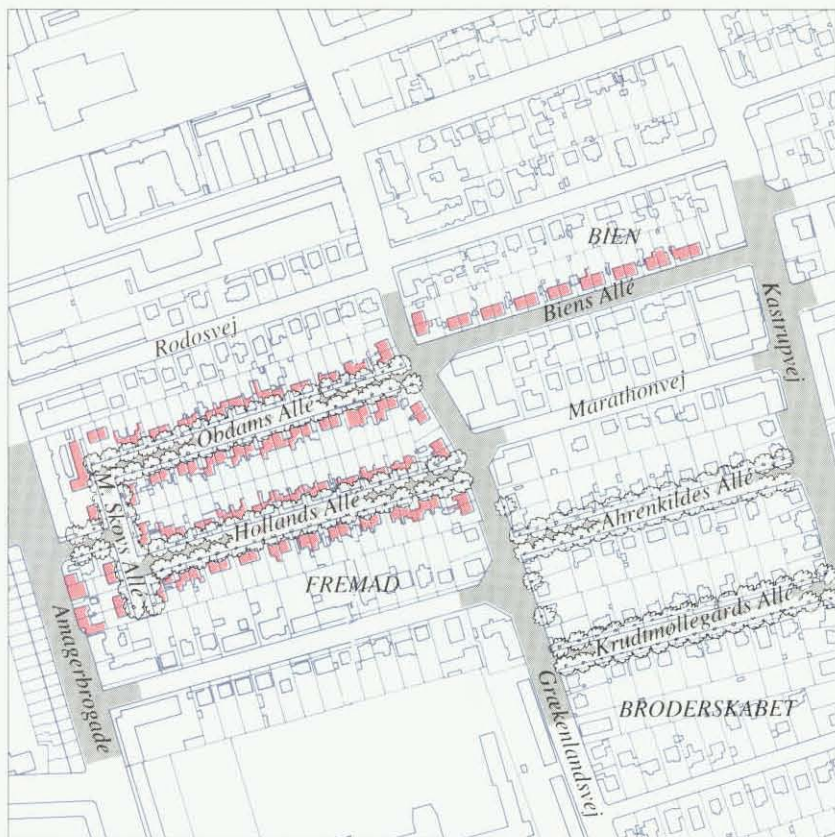 BIEN
Biens Allé
Kastrupvej
Rodosvej
Marathonvej
Obdams Allé
M. Skovs Allé
Hollands Allé
Ahrenkildes Allé
FREMAD
Krudtmøllegårds Allé
Amagerbrogade
Grækenlandsvej
BRODERSKABET